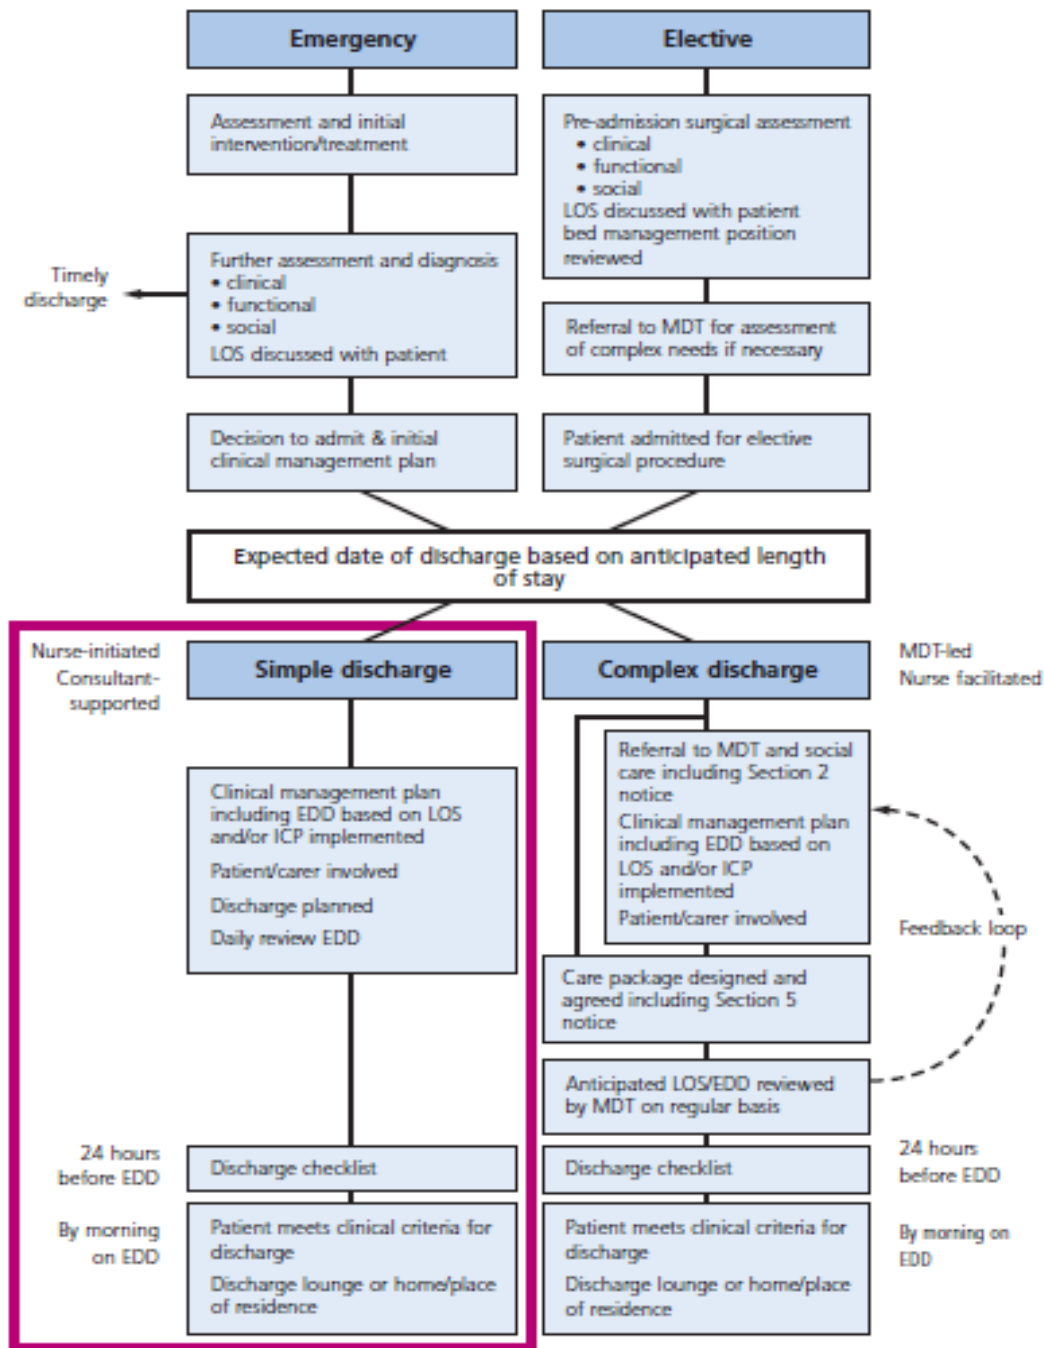 Emergency
Assessment and initial
intervention/treatment
Timely
discharge
Further assessment and diagnosis
• clinical
• functional
• social
LOS discussed with patient
Decision to admit & initial
clinical management plan
Elective
Pre-admission surgical assessment
• clinical
• functional
• social
LOS discussed with patient
bed management position
reviewed
Referral to MDT for assessment
of complex needs if necessary
Patient admitted for elective
surgical procedure
Expected date of discharge based on anticipated length
of stay
Nurse-initiated
Consultant-
supported
Simple discharge
Clinical management plan
including EDD based on LOS
and/or ICP implemented
Patient/carer involved
Discharge planned
Daily review EDD
24 hours
before EDD
Discharge checklist
By morning
on EDD
Patient meets clinical criteria for
discharge
Discharge lounge or home/place
of residence
Complex discharge
MDT-led
Nurse facilitated
Referral to MDT and social
care including Section 2
notice
Clinical management plan
including EDD based on
LOS and/or ICP
implemented
Patient/carer involved
Feedback loop
Care package designed and
agreed including Section 5
notice
Anticipated LOS/EDD reviewed
by MDT on regular basis
Discharge checklist
24 hours
before EDD
Patient meets clinical criteria for
discharge
Discharge lounge or home/place
of residence
By morning on
EDD